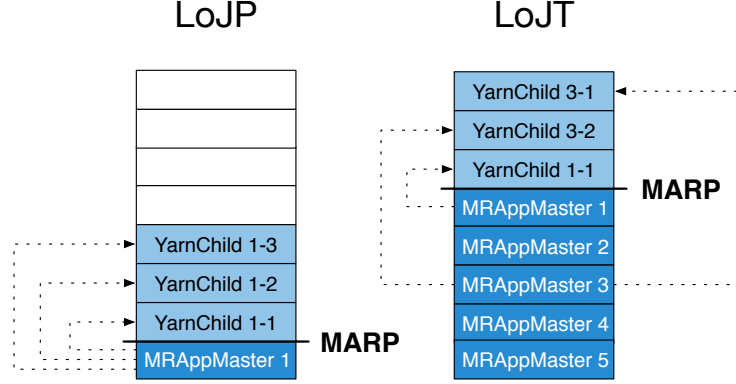 LoJP
YarnChild 1-3
YarnChild 1-2
YarnChild 1-1
MARP
MRAppMaster 1
LoJT
YarnChild 3-1
YarnChild 3-2
YarnChild 1-1
MARP
MRAppMaster 1
MRAppMaster 2
MRAppMaster 3
MRAppMaster 4
MRAppMaster 5